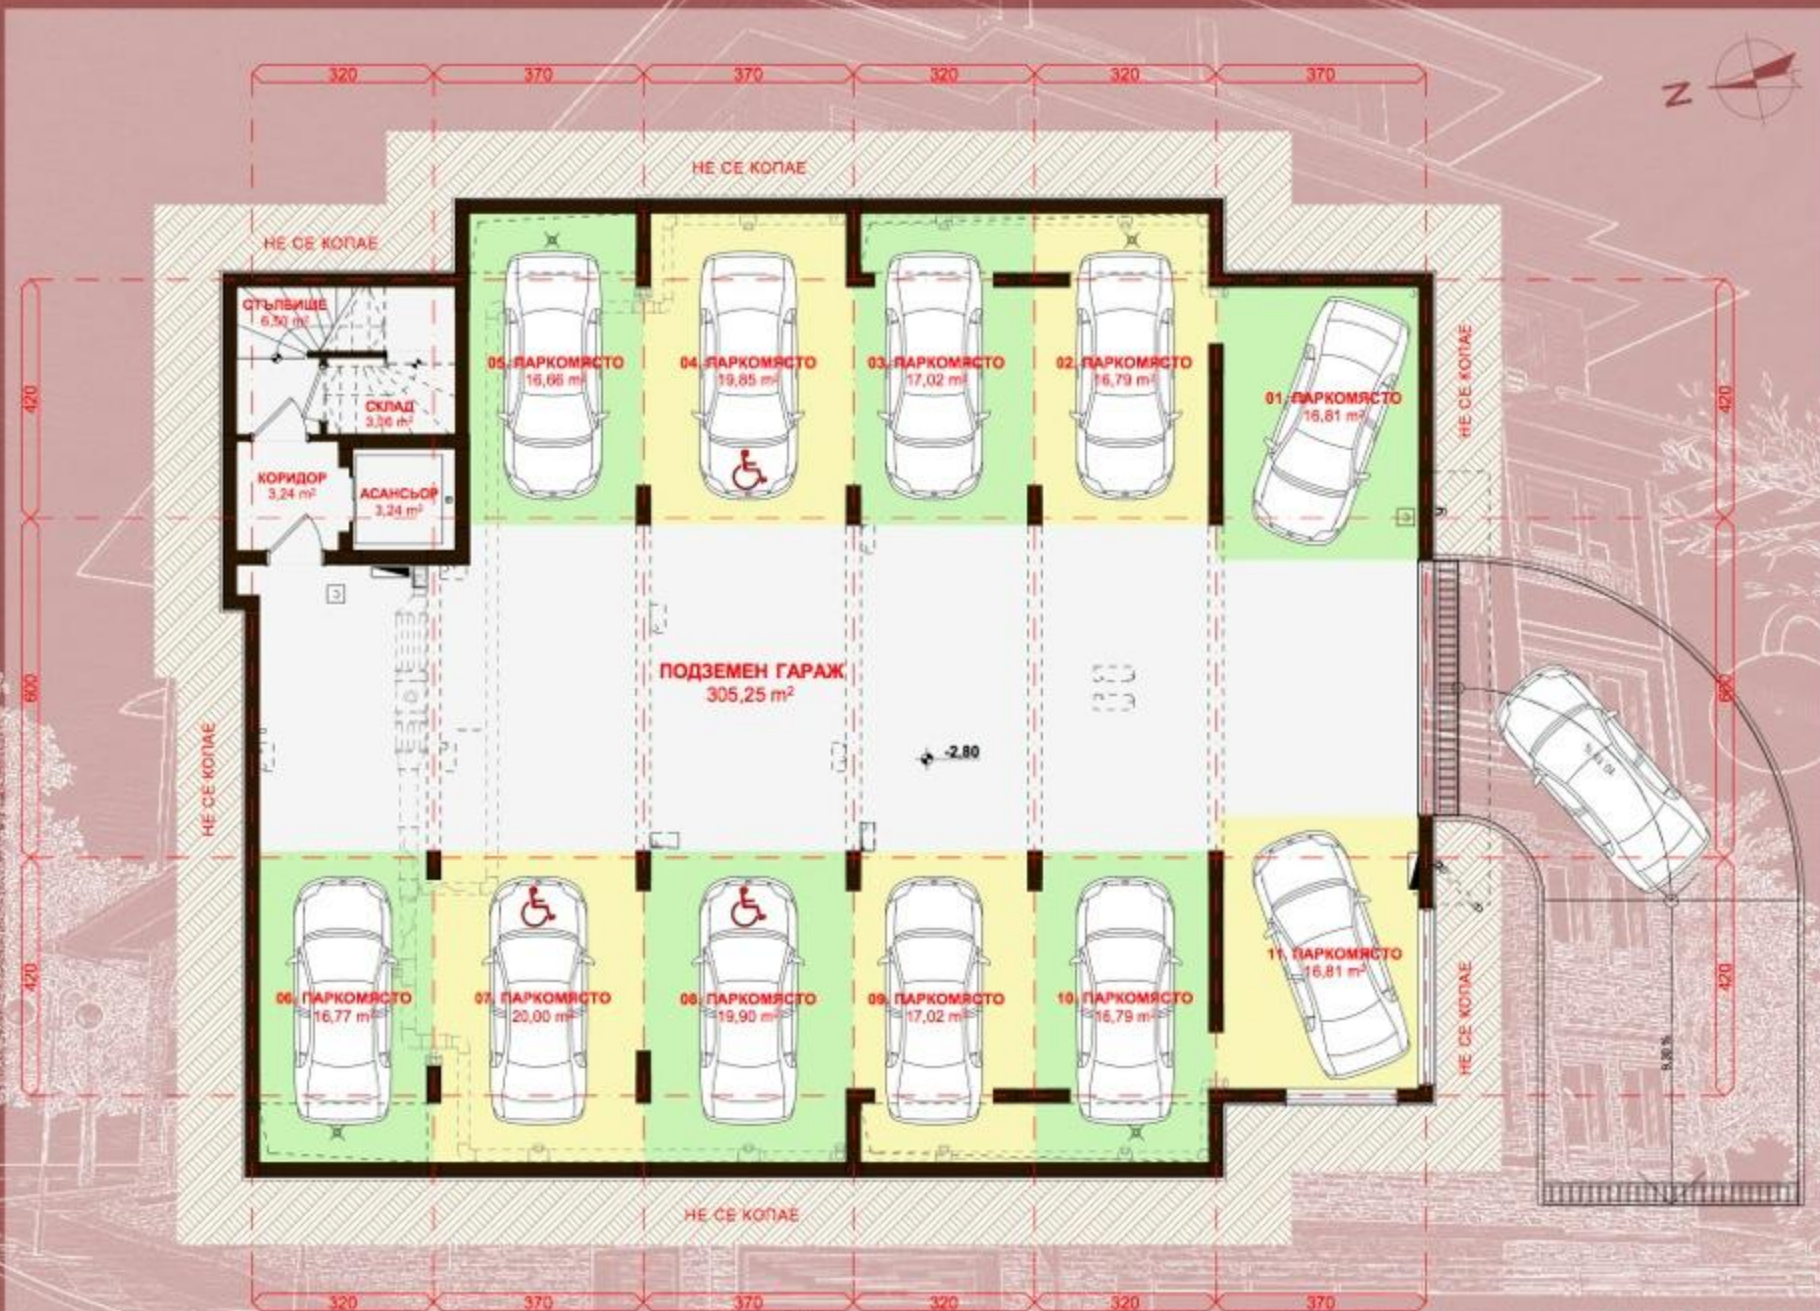 320 370 370 320 320 370
N
НЕ СЕ КОПАЕ
НЕ СЕ КОПАЕ
СТЪЛБИЩЕ
6,50 m²
СКЛАД
3,06 m²
КОРИДОР
3,24 m²
АСАНСЬОР
3,24 m²
05. ПАРКОМЯСТО
16,66 m²
04. ПАРКОМЯСТО
19,85 m²
03. ПАРКОМЯСТО
17,02 m²
02. ПАРКОМЯСТО
16,79 m²
01. ПАРКОМЯСТО
16,81 m²
НЕ СЕ КОПАЕ
420
420
600
600
ПОДЗЕМЕН ГАРАЖ
305,25 m²
-2.80
НЕ СЕ КОПАЕ
06. ПАРКОМЯСТО
16,77 m²
07. ПАРКОМЯСТО
20,00 m²
08. ПАРКОМЯСТО
19,90 m²
09. ПАРКОМЯСТО
17,02 m²
10. ПАРКОМЯСТО
16,79 m²
11. ПАРКОМЯСТО
16,81 m²
НЕ СЕ КОПАЕ
420
420
НЕ СЕ КОПАЕ
320 370 370 320 320 370